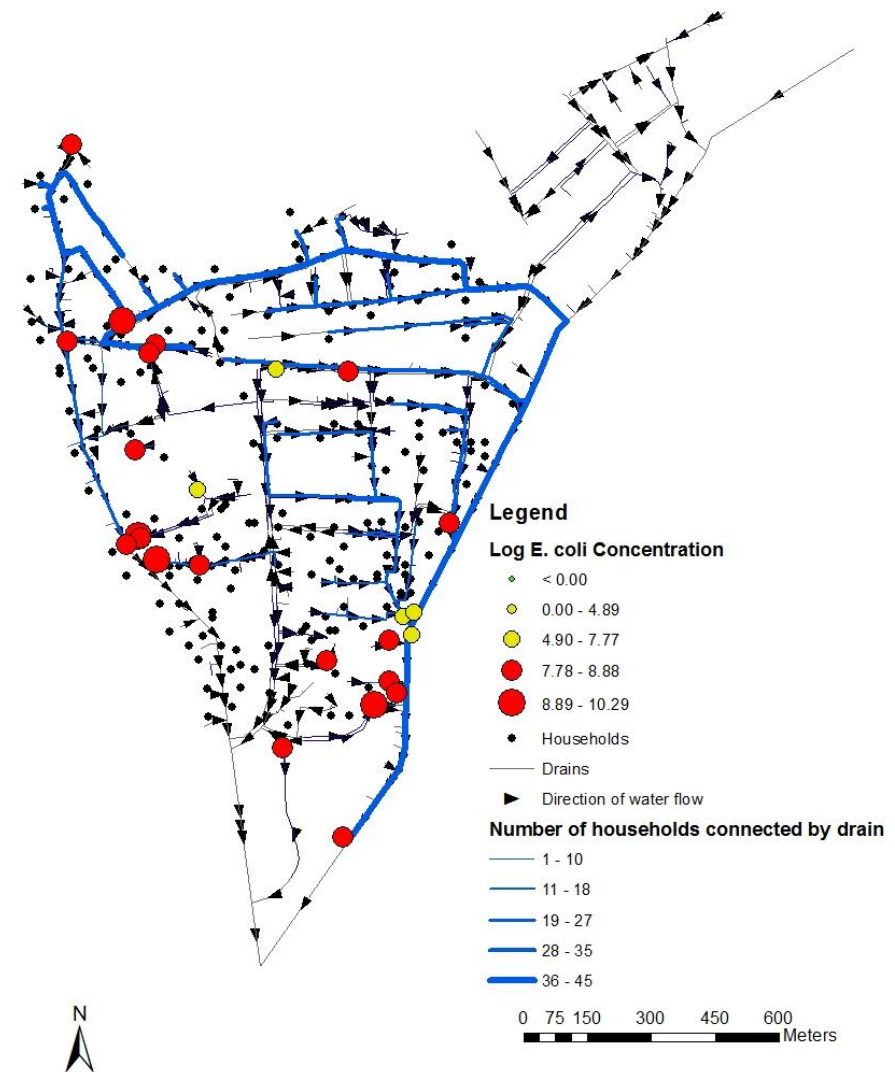 Legend
Log E. coli Concentration
< 0.00
0.00 - 4.89
4.90 - 7.77
7.78 - 8.88
8.89 - 10.29
Households
Drains
Direction of water flow
Number of households connected by drain
1 - 10
11 - 18
19 - 27
28 - 35
36 - 45
N
0 75 150 300 450 600
Meters